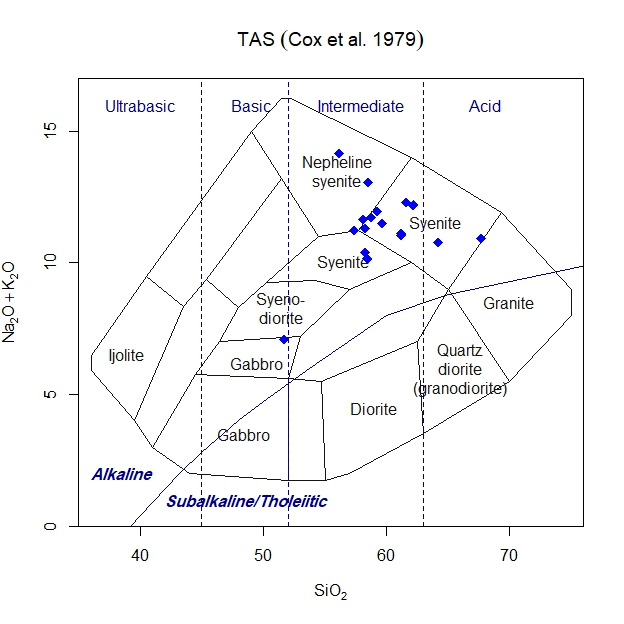 TAS (Cox et al. 1979)
Ultrabasic
Basic
Intermediate
Acid
15
Nepheline
syenite
Syenite
10
Syenite
Na₂O + K₂O
Syeno-
diorite
Granite
Ijolite
Gabbro
Quartz
diorite
(granodiorite)
5
Diorite
Gabbro
Alkaline
Subalkaline/Tholeiitic
0
40
50
60
70
SiO₂